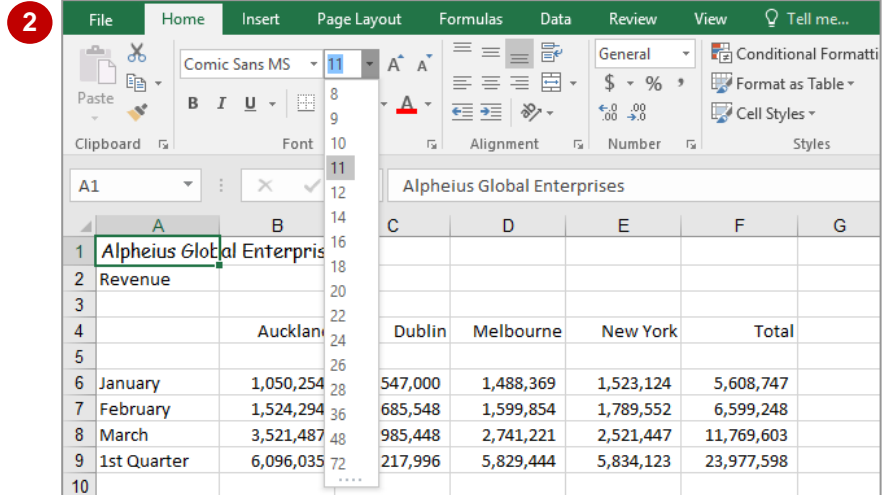 2
File Home Insert Page Layout Formulas Data Review View Tell me...
Comic Sans MS 11 A A General Conditional Formatti
Paste B I U A $ % , Format as Table
.0 .00 .00 .0 Cell Styles
Clipboard Font Alignment Number Styles
8
9
10
11
12
14
16
18
20
22
24
26
28
36
48
72
A1 Alpheius Global Enterprises
A B C D E F G
1 Alpheius Global Enterpris
2 Revenue
3
4 Aucklan Dublin Melbourne New York Total
5
6 January 1,050,254 547,000 1,488,369 1,523,124 5,608,747
7 February 1,524,294 685,548 1,599,854 1,789,552 6,599,248
8 March 3,521,487 985,448 2,741,221 2,521,447 11,769,603
9 1st Quarter 6,096,035 217,996 5,829,444 5,834,123 23,977,598
10